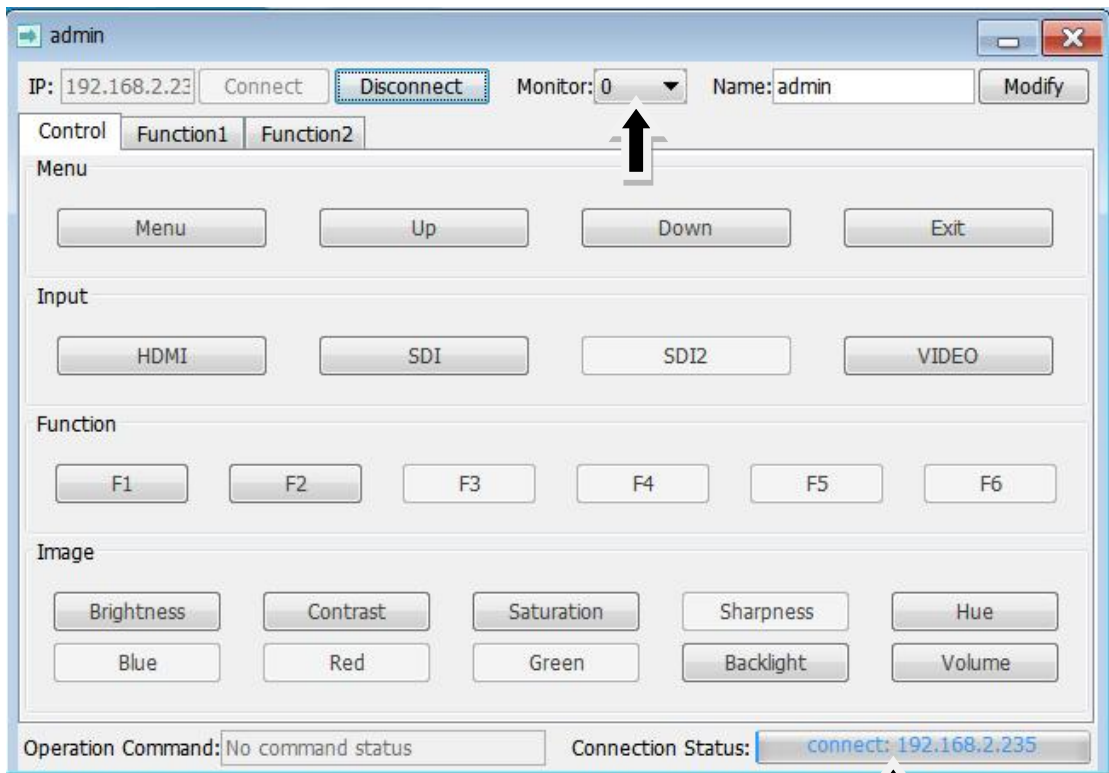 admin
IP: 192.168.2.23 Connect Disconnect Monitor: 0 Name: admin Modify
Control Function1 Function2
Menu
Menu Up Down Exit
Input
HDMI SDI SDI2 VIDEO
Function
F1 F2 F3 F4 F5 F6
Image
Brightness Contrast Saturation Sharpness Hue
Blue Red Green Backlight Volume
Operation Command: No command status Connection Status: connect: 192.168.2.235